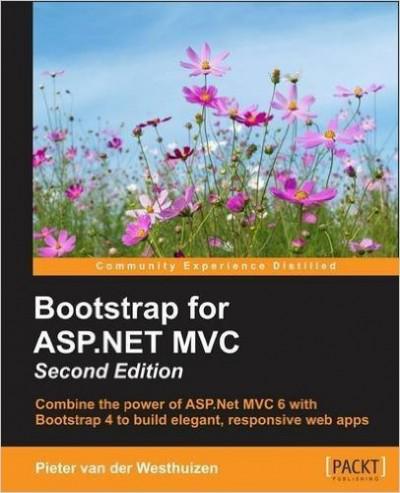 Community Experience Distilled
Bootstrap for
ASP.NET MVC
Second Edition
Combine the power of ASP.Net MVC 6 with
Bootstrap 4 to build elegant, responsive web apps
Pieter van der Westhuizen
PACKT
PUBLISHING